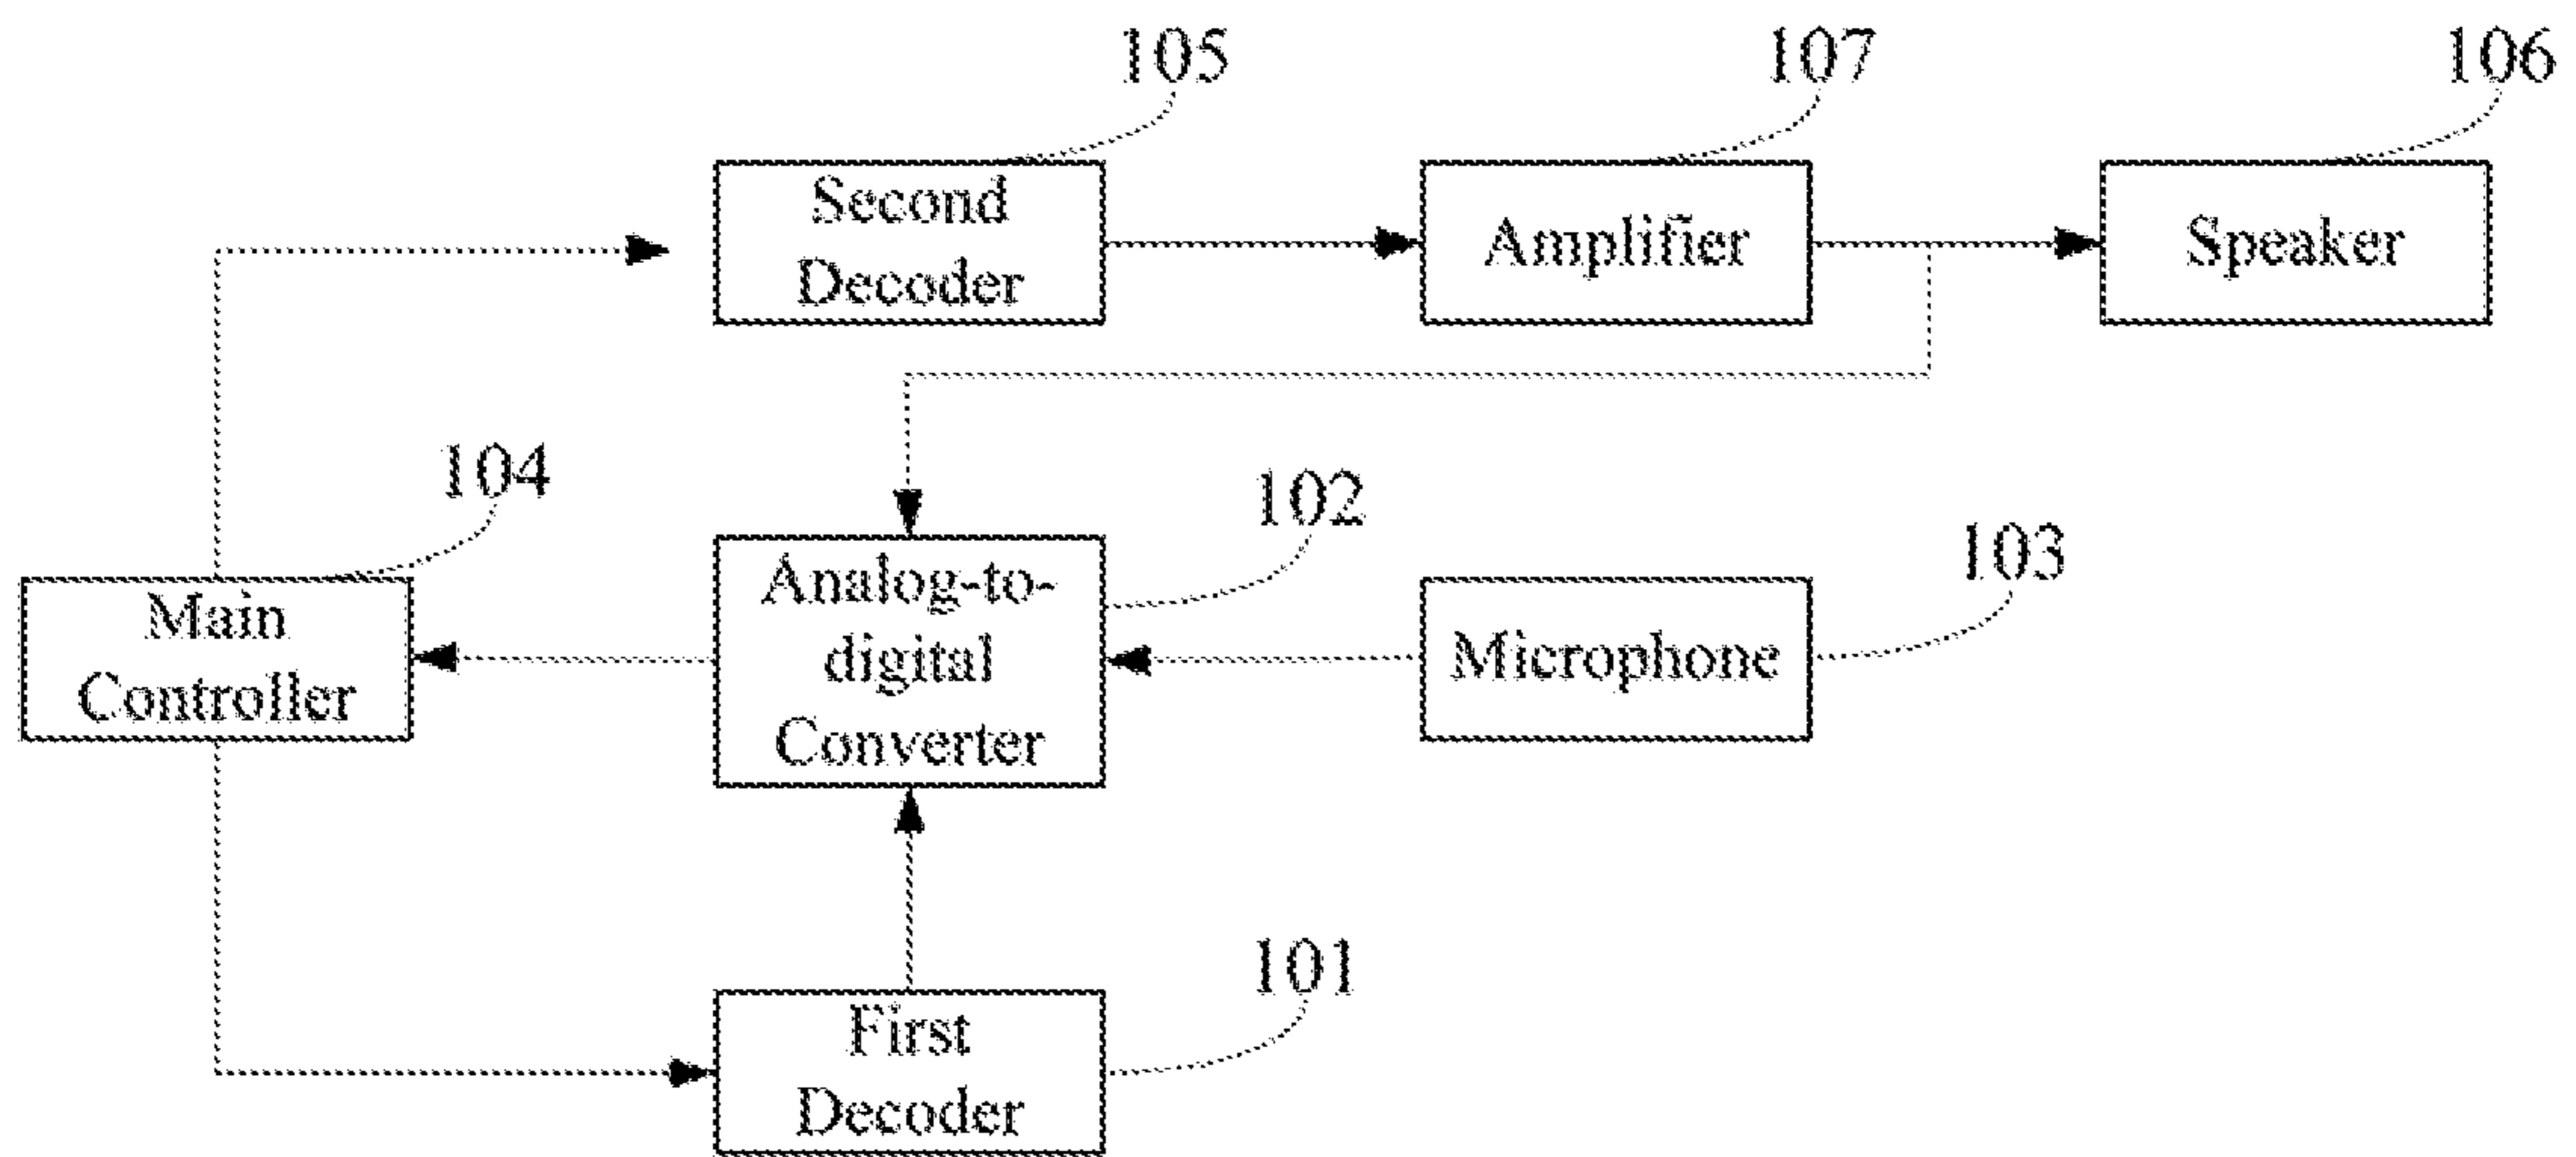 105
107
106
Second
Decoder
Amplifier
Speaker
104
102
103
Main
Controller
Analog-to-
digital
Converter
Microphone
101
First
Decoder